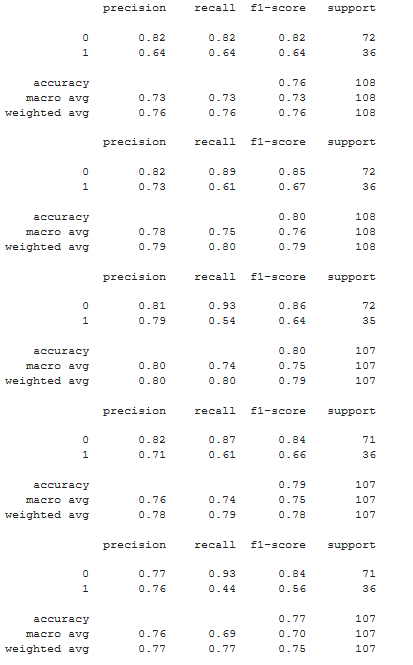 precision recall f1-score support
0 0.82 0.82 0.82 72
1 0.64 0.64 0.64 36
accuracy 0.76 108
macro avg 0.73 0.73 0.73 108
weighted avg 0.76 0.76 0.76 108
precision recall f1-score support
0 0.82 0.89 0.85 72
1 0.73 0.61 0.67 36
accuracy 0.80 108
macro avg 0.78 0.75 0.76 108
weighted avg 0.79 0.80 0.79 108
precision recall f1-score support
0 0.81 0.93 0.86 72
1 0.79 0.54 0.64 35
accuracy 0.80 107
macro avg 0.80 0.74 0.75 107
weighted avg 0.80 0.80 0.79 107
precision recall f1-score support
0 0.82 0.87 0.84 71
1 0.71 0.61 0.66 36
accuracy 0.79 107
macro avg 0.76 0.74 0.75 107
weighted avg 0.78 0.79 0.78 107
precision recall f1-score support
0 0.77 0.93 0.84 71
1 0.76 0.44 0.56 36
accuracy 0.77 107
macro avg 0.76 0.69 0.70 107
weighted avg 0.77 0.77 0.75 107